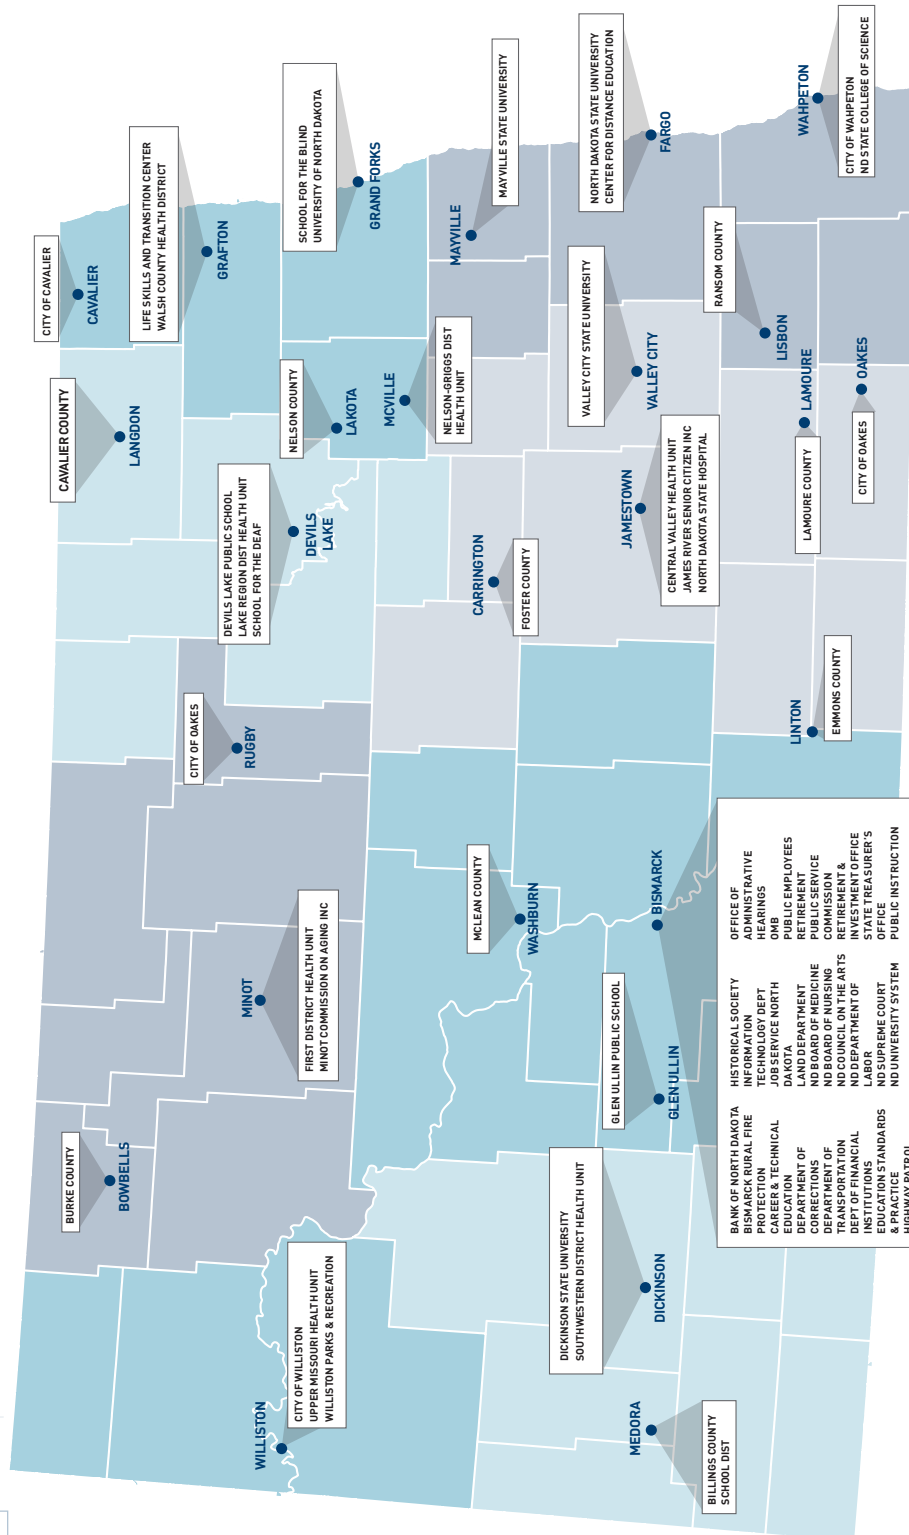 CITY OF CAVALIER
CAVALIER
CAVALIER COUNTY
LANGDON
LIFE SKILLS AND TRANSITION CENTER
WALSH COUNTY HEALTH DISTRICT
GRAFTON
BURKE COUNTY
BOWBELLS
CITY OF OAKES
RUGBY
DEVILS LAKE PUBLIC SCHOOL
LAKE REGION DIST HEALTH UNIT
SCHOOL FOR THE DEAF
DEVILS
LAKE
NELSON COUNTY
LAKOTA
SCHOOL FOR THE BLIND
UNIVERSITY OF NORTH DAKOTA
GRAND FORKS
WILLISTON
CITY OF WILLISTON
UPPER MISSOURI HEALTH UNIT
WILLISTON PARKS & RECREATION
MINOT
FIRST DISTRICT HEALTH UNIT
MINOT COMMISSION ON AGING INC
MCVILLE
NELSON-GRIGGS DIST
HEALTH UNIT
MAYVILLE
MAYVILLE STATE UNIVERSITY
CARRINGTON
FOSTER COUNTY
MCLEAN COUNTY
WASHBURN
DICKINSON STATE UNIVERSITY
SOUTHWESTERN DISTRICT HEALTH UNIT
DICKINSON
GLEN ULLIN PUBLIC SCHOOL
GLEN ULLIN
BISMARCK
JAMESTOWN
CENTRAL VALLEY HEALTH UNIT
JAMES RIVER SENIOR CITIZEN INC
NORTH DAKOTA STATE HOSPITAL
VALLEY CITY STATE UNIVERSITY
VALLEY CITY
NORTH DAKOTA STATE UNIVERSITY
CENTER FOR DISTANCE EDUCATION
FARGO
MEDORA
BILLINGS COUNTY
SCHOOL DIST
BANK OF NORTH DAKOTA
BISMARCK RURAL FIRE
PROTECTION
CAREER & TECHNICAL
EDUCATION
DEPARTMENT OF
CORRECTIONS
DEPARTMENT OF
TRANSPORTATION
DEPT OF FINANCIAL
INSTITUTIONS
EDUCATION STANDARDS
& PRACTICE
HIGHWAY PATROL
HISTORICAL SOCIETY
INFORMATION
TECHNOLOGY DEPT
JOB SERVICE NORTH
DAKOTA
LAND DEPARTMENT
ND BOARD OF MEDICINE
ND BOARD OF NURSING
ND COUNCIL ON THE ARTS
ND DEPARTMENT OF
LABOR
ND SUPREME COURT
ND UNIVERSITY SYSTEM
OFFICE OF
ADMINISTRATIVE
HEARINGS
OMB
PUBLIC EMPLOYEES
RETIREMENT
PUBLIC SERVICE
COMMISSION
RETIREMENT &
INVESTMENT OFFICE
STATE TREASURER'S
OFFICE
PUBLIC INSTRUCTION
LINTON
EMMONS COUNTY
RANSOM COUNTY
LISBON
LAMOURE
LAMOURE COUNTY
OAKES
CITY OF OAKES
WAHPETON
CITY OF WAHPETON
ND STATE COLLEGE OF SCIENCE